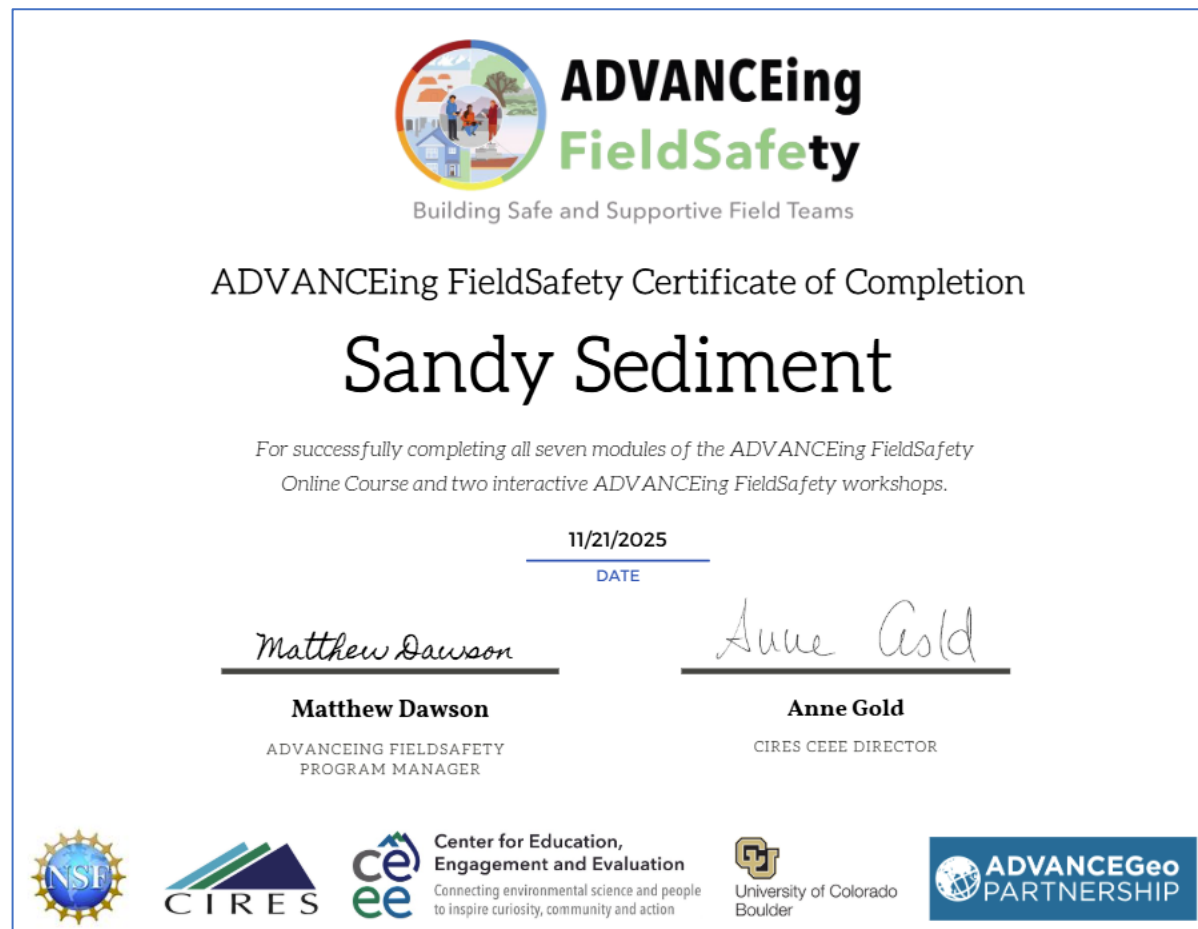 ADVANCEing
FieldSafety
Building Safe and Supportive Field Teams
ADVANCEing FieldSafety Certificate of Completion
Sandy Sediment
For successfully completing all seven modules of the ADVANCEing FieldSafety
Online Course and two interactive ADVANCEing FieldSafety workshops.
11/21/2025
DATE
Matthew Dawson
Anne Gold
Matthew Dawson
Anne Gold
ADVANCEING FIELDSAFETY
PROGRAM MANAGER
CIRES CEEE DIRECTOR
NSF
CIRES
ceee
Center for Education,
Engagement and Evaluation
Connecting environmental science and people
to inspire curiosity, community and action
CU
University of Colorado
Boulder
ADVANCEGeo
PARTNERSHIP